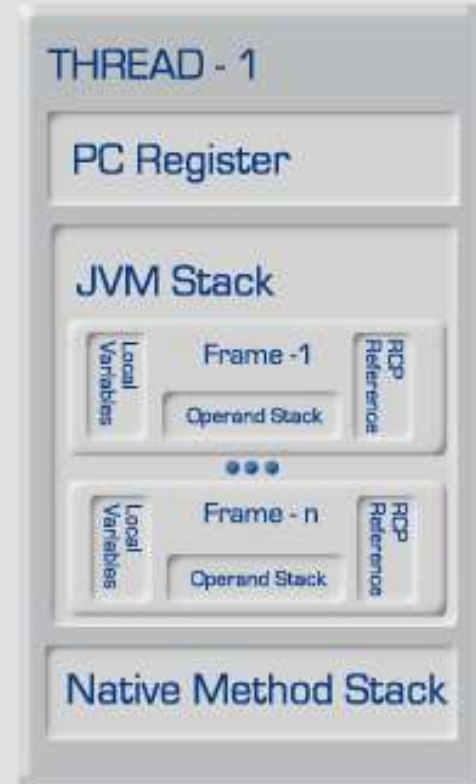 THREAD - 1
PC Register
JVM Stack
Local
Variables
Frame -1
Operand Stack
RCP
Reference
Local
Variables
Frame - n
Operand Stack
RCP
Reference
Native Method Stack